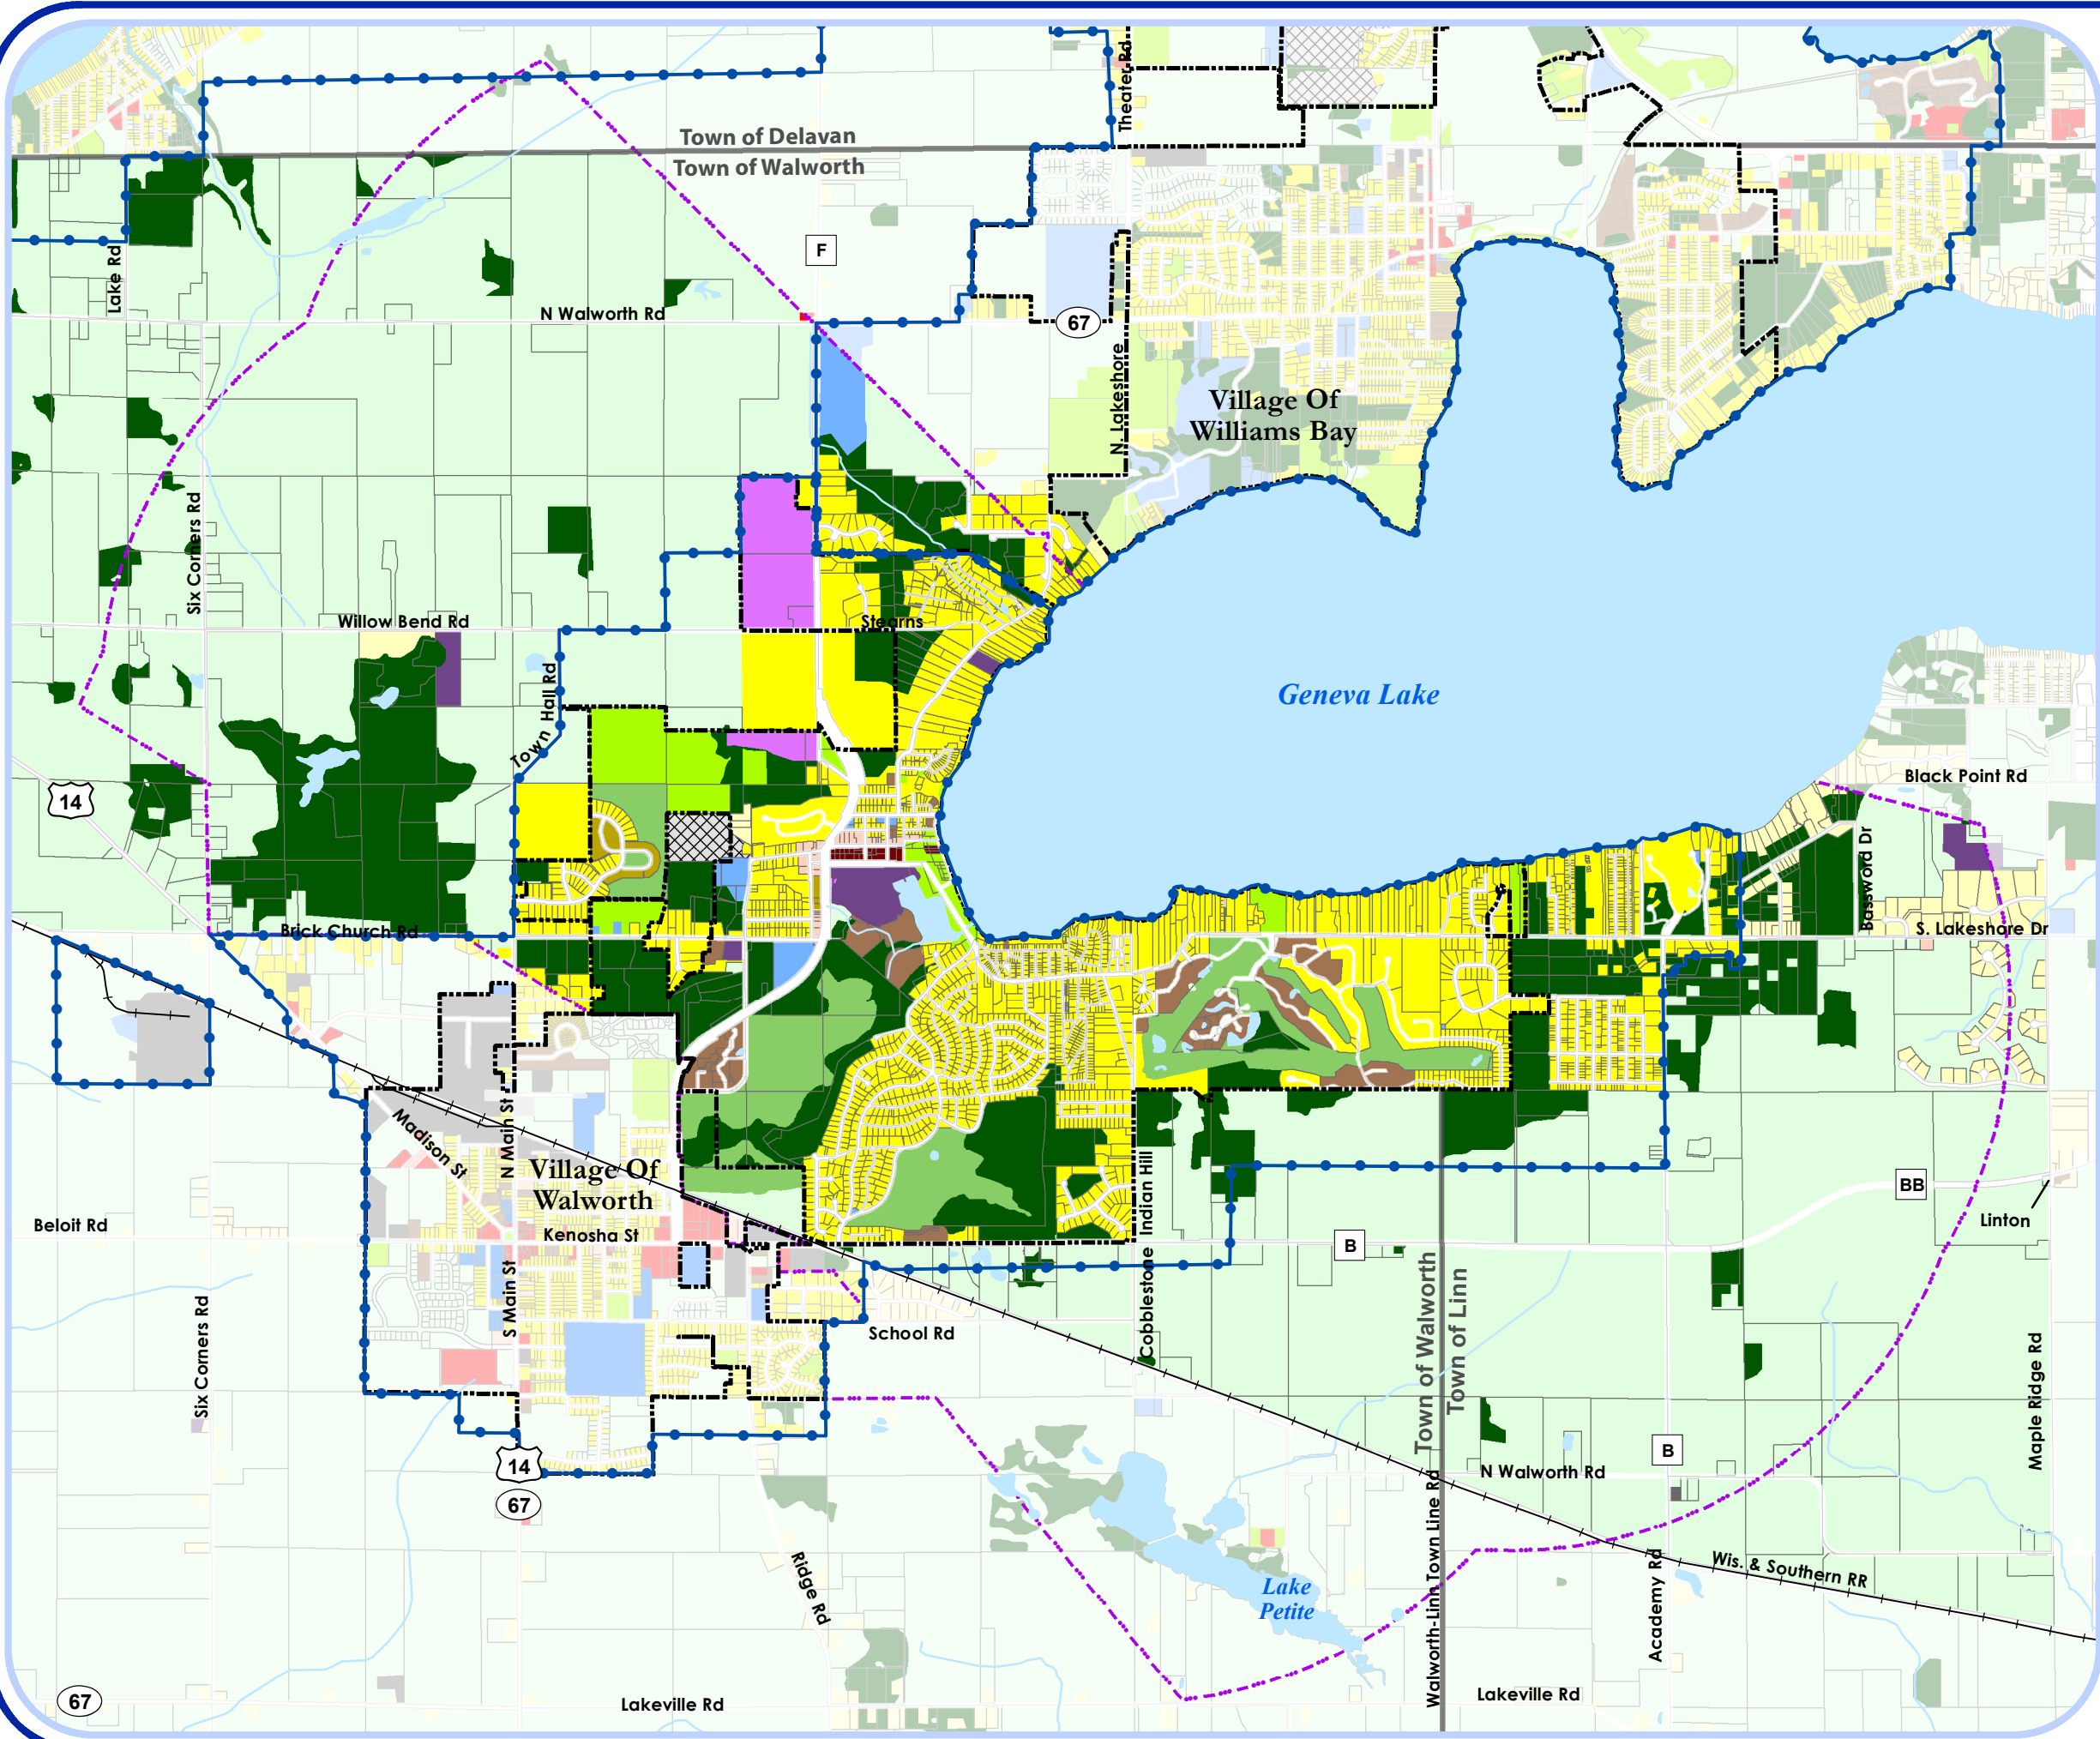 Theater Rd
Town of Delavan
Town of Walworth
Lake Rd
F
N Walworth Rd
67
N. Lakeshore
Village Of
Williams Bay
Six Corners Rd
Willow Bend Rd
Stearns
Town Hall Rd
Geneva Lake
14
Black Point Rd
Bassword Dr
Brick Church Rd
S. Lakeshore Dr
Madison St
N Main St
Village Of
Walworth
Indian Hill
BB
Linton
Beloit Rd
Kenosha St
B
S Main St
Cobblestone
Town of Walworth
Town of Linn
School Rd
Six Corners Rd
Maple Ridge Rd
14
67
B
N Walworth Rd
Walworth-Linn Town Line Rd
Ridge Rd
Lake
Petite
Academy Rd
Wis. & Southern RR
67
Lakeville Rd
Lakeville Rd